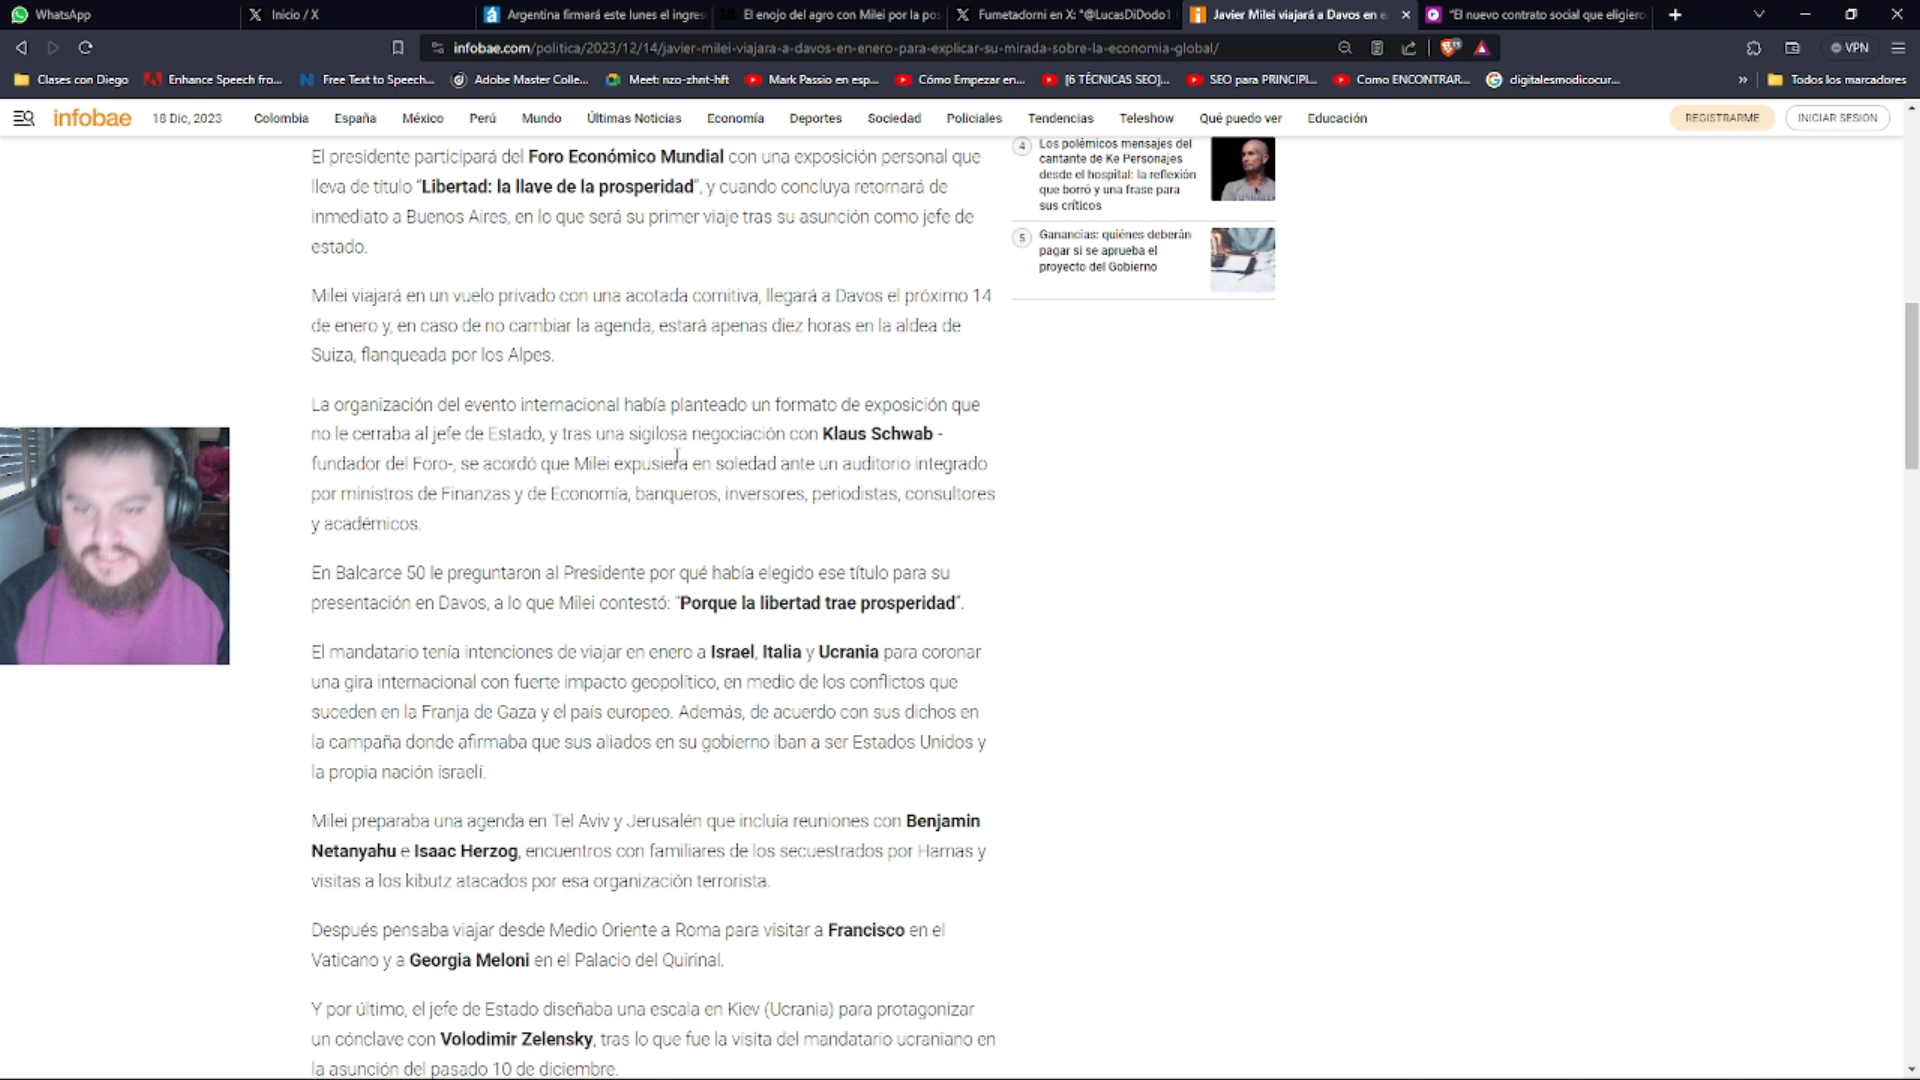 WhatsApp
Inicio / X
Argentina firmará este lunes el ingres
El enojo del agro con Milei por la pos
Fumetadorni en X: "@LucasDiDodo1
Javier Milei viajará a Davos en e
"El nuevo contrato social que eligiero
infobae.com/politica/2023/12/14/javier-milei-viajara-a-davos-en-enero-para-explicar-su-mirada-sobre-la-economia-global/
VPN
Clases con Diego
Enhance Speech fro...
Free Text to Speech...
Adobe Master Colle...
Meet: nzo-zhnt-hft
Mark Passio en esp...
Cómo Empezar en...
[6 TÉCNICAS SEO]...
SEO para PRINCIPI...
Como ENCONTRAR...
digitalesmodicocur...
Todos los marcadores
infobae
18 Dic, 2023
Colombia España México Perú Mundo Últimas Noticias Economía Deportes Sociedad Policiales Tendencias Teleshow Qué puedo ver Educación
REGISTRARME
INICIAR SESIÓN
El presidente participará del Foro Económico Mundial con una exposición personal que
lleva de título "Libertad: la llave de la prosperidad", y cuando concluya retornará de
inmediato a Buenos Aires, en lo que será su primer viaje tras su asunción como jefe de
estado.
Milei viajará en un vuelo privado con una acotada comitiva, llegará a Davos el próximo 14
de enero y, en caso de no cambiar la agenda, estará apenas diez horas en la aldea de
Suiza, flanqueada por los Alpes.
La organización del evento internacional había planteado un formato de exposición que
no le cerraba al jefe de Estado, y tras una sigilosa negociación con Klaus Schwab -
fundador del Foro-, se acordó que Milei expusiera en soledad ante un auditorio integrado
por ministros de Finanzas y de Economía, banqueros, inversores, periodistas, consultores
y académicos.
En Balcarce 50 le preguntaron al Presidente por qué había elegido ese título para su
presentación en Davos, a lo que Milei contestó: "Porque la libertad trae prosperidad".
El mandatario tenía intenciones de viajar en enero a Israel, Italia y Ucrania para coronar
una gira internacional con fuerte impacto geopolítico, en medio de los conflictos que
suceden en la Franja de Gaza y el país europeo. Además, de acuerdo con sus dichos en
la campaña donde afirmaba que sus aliados en su gobierno iban a ser Estados Unidos y
la propia nación israelí.
Milei preparaba una agenda en Tel Aviv y Jerusalén que incluía reuniones con Benjamin
Netanyahu e Isaac Herzog, encuentros con familiares de los secuestrados por Hamas y
visitas a los kibutz atacados por esa organización terrorista.
Después pensaba viajar desde Medio Oriente a Roma para visitar a Francisco en el
Vaticano y a Georgia Meloni en el Palacio del Quirinal.
Y por último, el jefe de Estado diseñaba una escala en Kiev (Ucrania) para protagonizar
un cónclave con Volodimir Zelensky, tras lo que fue la visita del mandatario ucraniano en
la asunción del pasado 10 de diciembre.
4
Los polémicos mensajes del
cantante de Ke Personajes
desde el hospital: la reflexión
que borró y una frase para
sus críticos
5
Ganancias: quiénes deberán
pagar si se aprueba el
proyecto del Gobierno